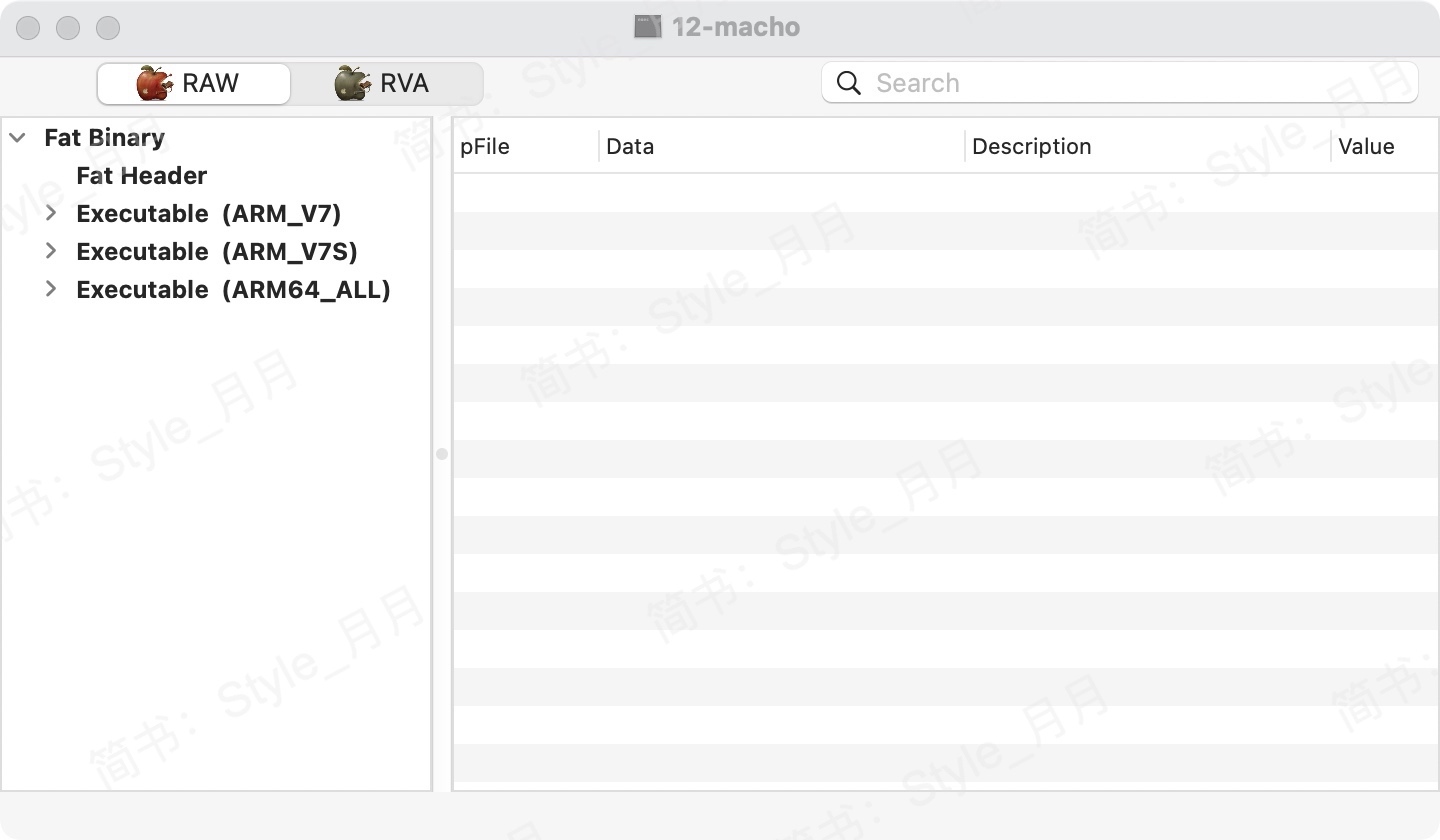 12-macho
RAW
RVA
Search
Fat Binary
Fat Header
Executable (ARM_V7)
Executable (ARM_V7S)
Executable (ARM64_ALL)
pFile
Data
Description
Value
简书：Style_月月